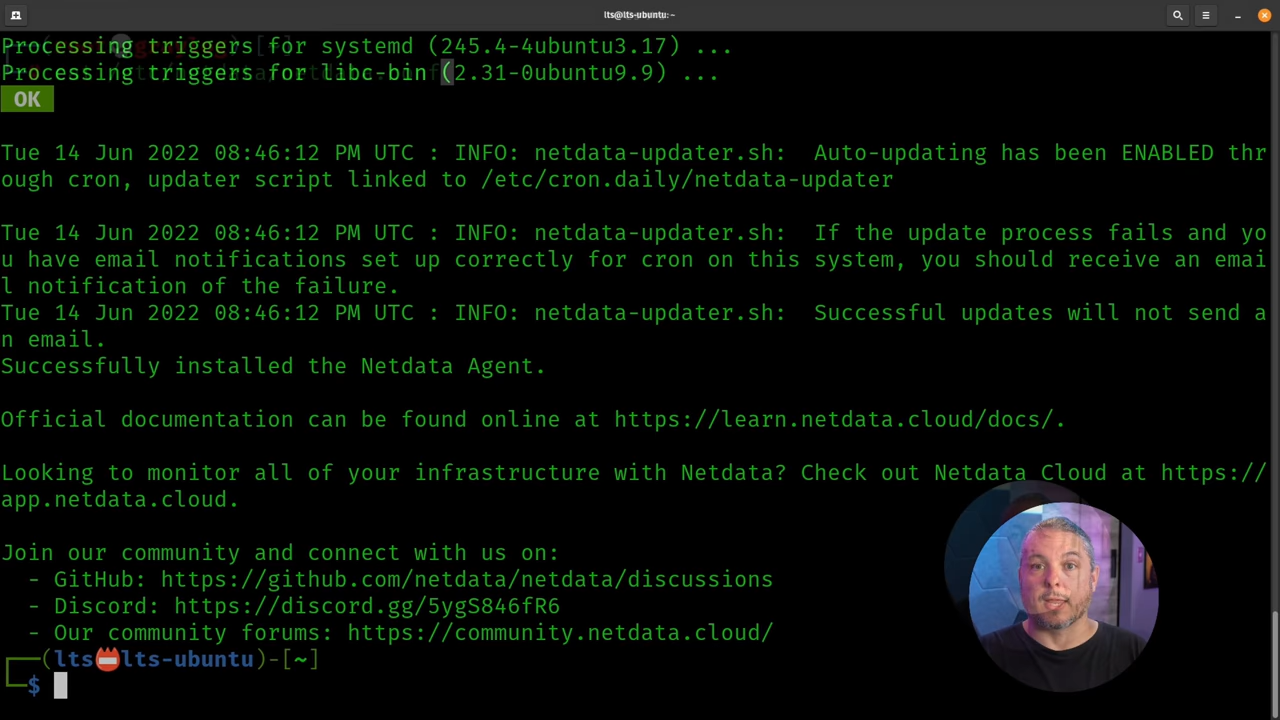 lts@lts-ubuntu:~
Processing triggers for systemd (245.4-4ubuntu3.17) ...
Processing triggers for libc-bin (2.31-0ubuntu9.9) ...
OK
Tue 14 Jun 2022 08:46:12 PM UTC : INFO: netdata-updater.sh:  Auto-updating has been ENABLED thr
ough cron, updater script linked to /etc/cron.daily/netdata-updater
Tue 14 Jun 2022 08:46:12 PM UTC : INFO: netdata-updater.sh:  If the update process fails and yo
u have email notifications set up correctly for cron on this system, you should receive an emai
l notification of the failure.
Tue 14 Jun 2022 08:46:12 PM UTC : INFO: netdata-updater.sh:  Successful updates will not send a
n email.
Successfully installed the Netdata Agent.
Official documentation can be found online at https://learn.netdata.cloud/docs/.
Looking to monitor all of your infrastructure with Netdata? Check out Netdata Cloud at https://
app.netdata.cloud.
Join our community and connect with us on:
- GitHub: https://github.com/netdata/netdata/discussions
- Discord: https://discord.gg/5ygS846fR6
- Our community forums: https://community.netdata.cloud/
(lts📛lts-ubuntu)-[~]
$